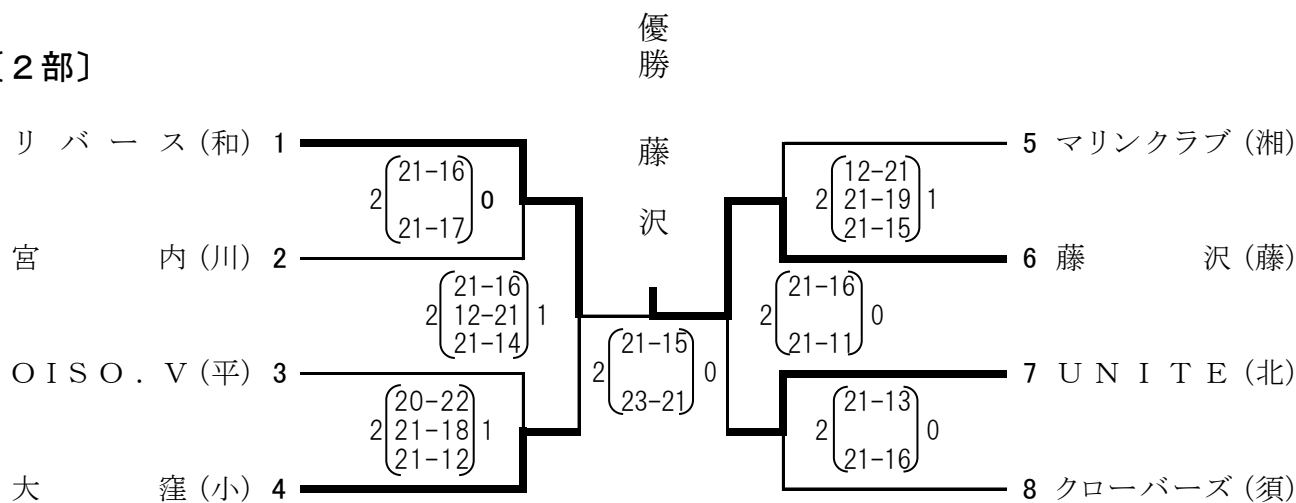 優勝 藤沢
〔２部〕
リバース(和) 1
2 21-16 21-17 0
宮内(川) 2
2 21-16 12-21 21-14 1
OISO.V(平) 3
2 20-22 21-18 21-12 1
大窪(小) 4
2 21-15 23-21 0
5 マリンクラブ(湘)
2 12-21 21-19 21-15 1
6 藤沢(藤)
2 21-16 21-11 0
7 UNITE(北)
2 21-13 21-16 0
8 クローバーズ(須)